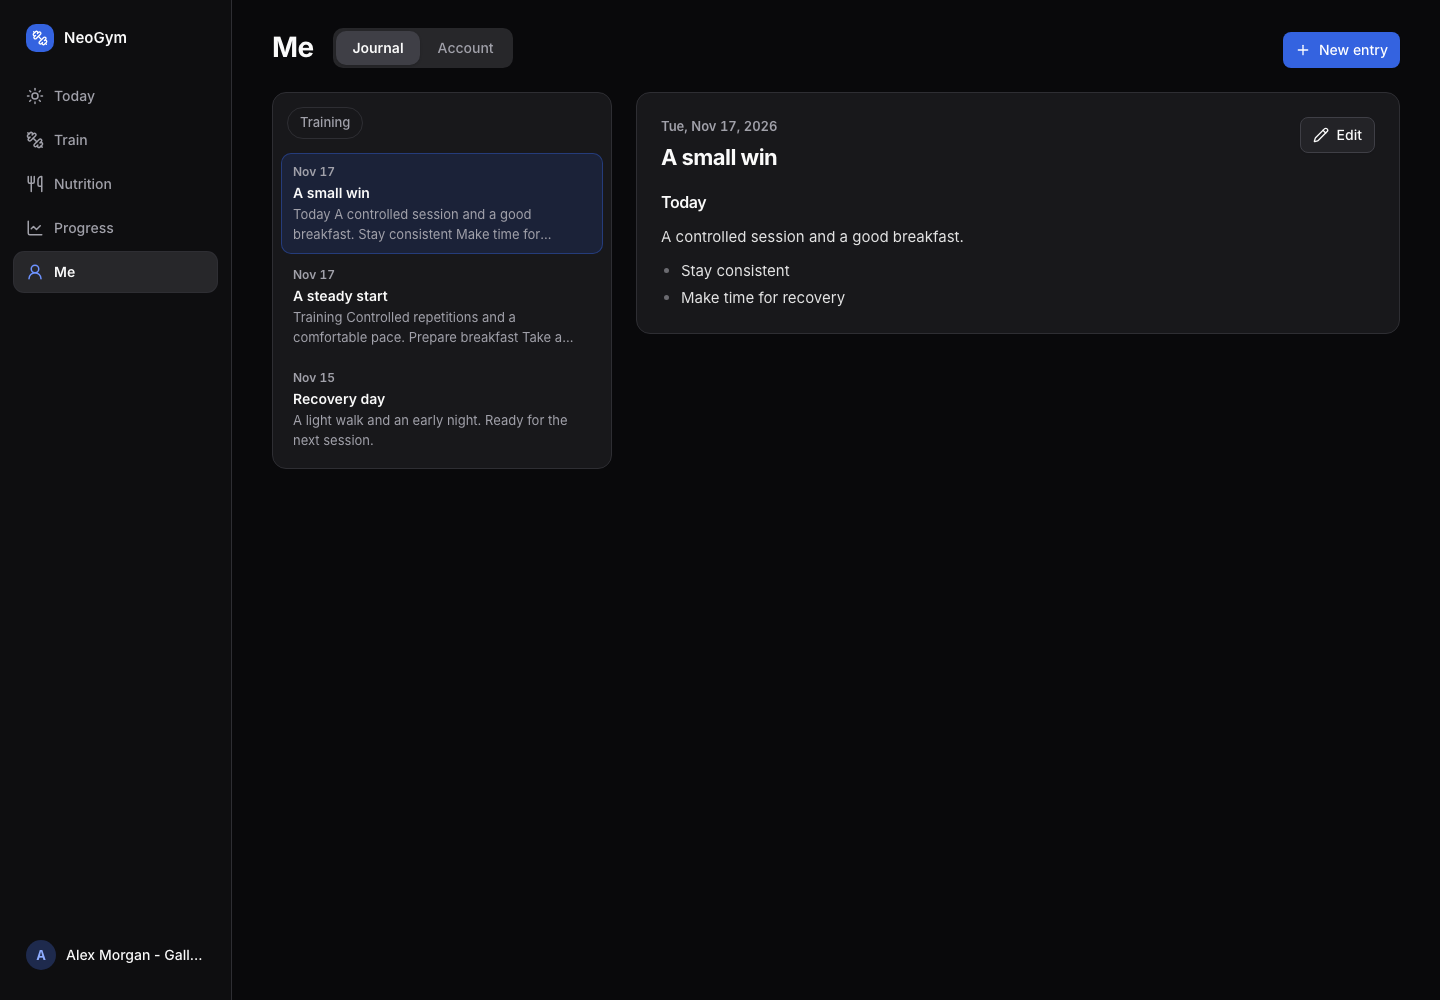 NeoGym
Today
Train
Nutrition
Progress
Me
Alex Morgan - Gall...
A
Me
Journal
Account
New entry
Training
Nov 17
A small win
Today A controlled session and a good
breakfast. Stay consistent Make time for...
Nov 17
A steady start
Training Controlled repetitions and a
comfortable pace. Prepare breakfast Take a...
Nov 15
Recovery day
A light walk and an early night. Ready for the
next session.
Tue, Nov 17, 2026
A small win
Edit
Today
A controlled session and a good breakfast.
Stay consistent
Make time for recovery